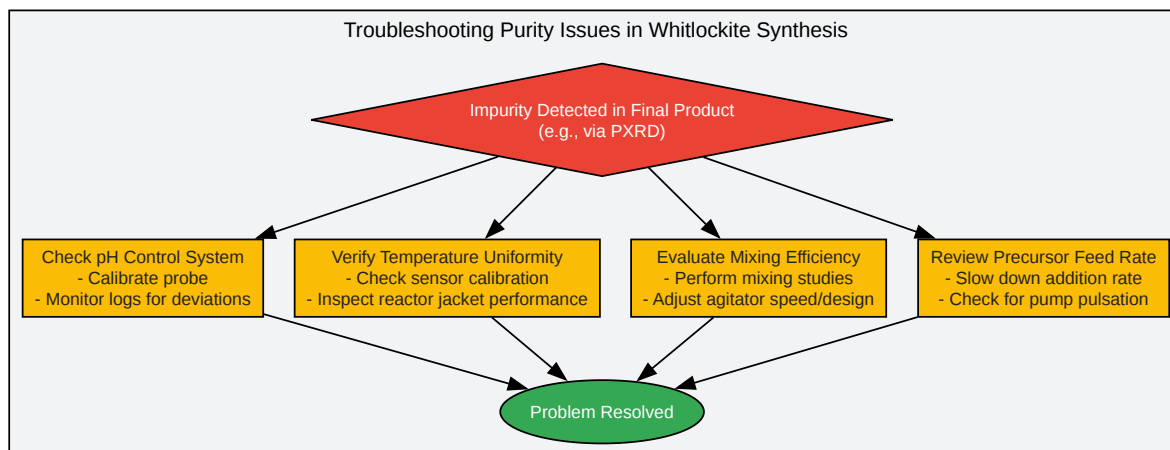 Troubleshooting Purity Issues in Whitlockite Synthesis
Impurity Detected in Final Product
(e.g., via PXRD)
Check pH Control System
- Calibrate probe
- Monitor logs for deviations
Verify Temperature Uniformity
- Check sensor calibration
- Inspect reactor jacket performance
Evaluate Mixing Efficiency
- Perform mixing studies
- Adjust agitator speed/design
Review Precursor Feed Rate
- Slow down addition rate
- Check for pump pulsation
Problem Resolved